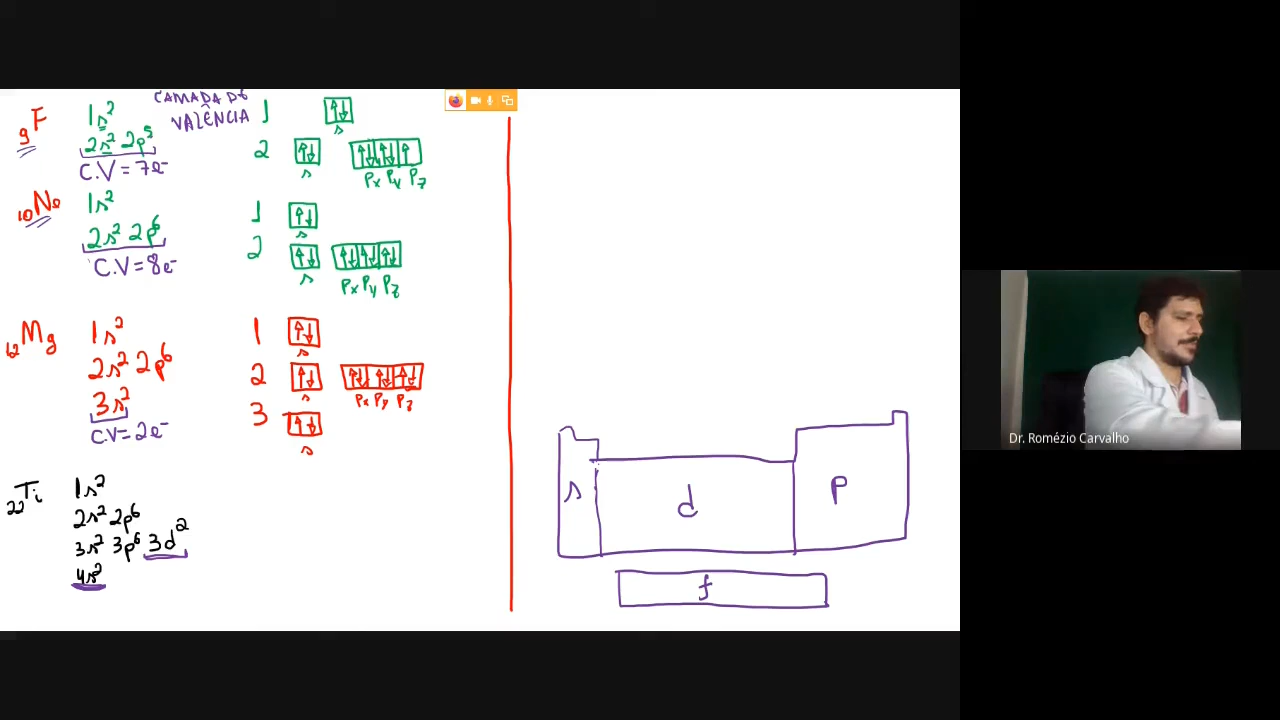 CAMADA DE
VALÊNCIA
9F 1s² 1 s
2s² 2p⁵ 2 s Px Py Pz
C.V = 7e-
10Ne 1s² 1 s
2s² 2p⁶ 2 s Px Py Pz
C.V = 8e-
12Mg 1s² 1 s
2s² 2p⁶ 2 s Px Py Pz
3s² 3 s
C.V = 2e-
22Ti 1s²
2s² 2p⁶
3s² 3p⁶ 3d²
4s²
s d p
f
Dr. Romézio Carvalho